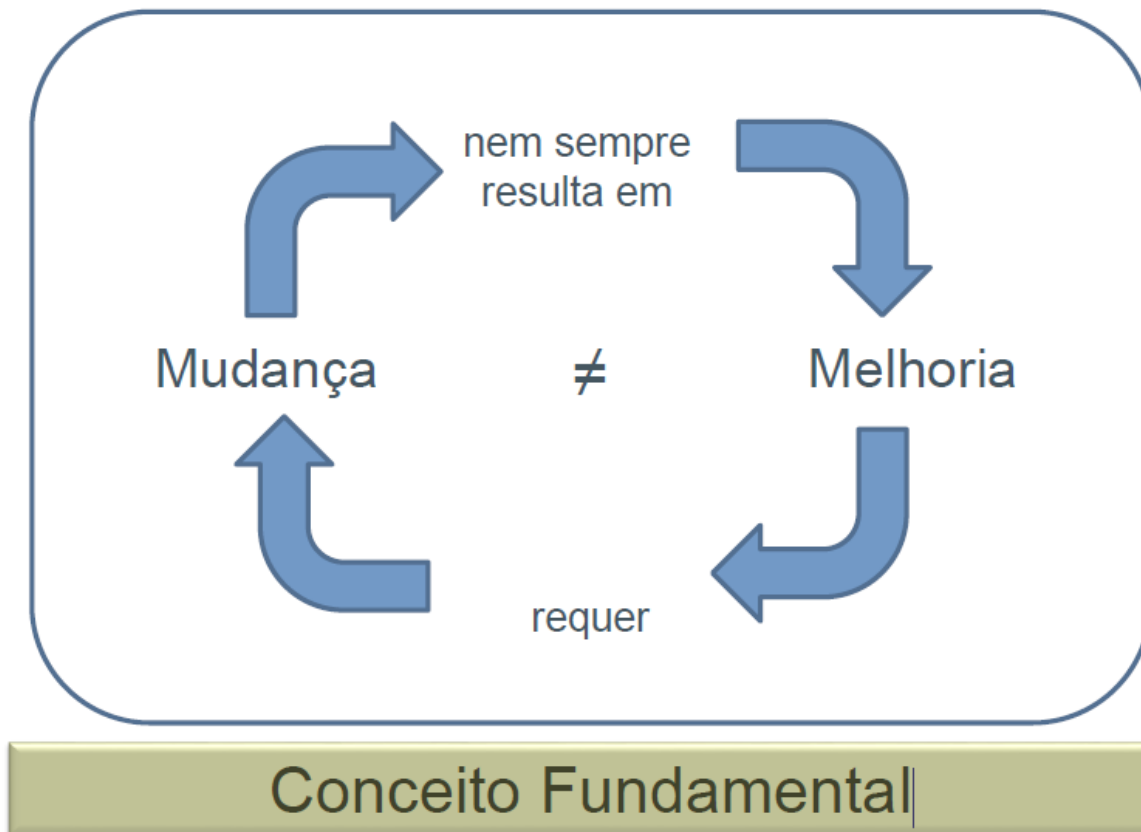 nem sempre
resulta em
Mudança ≠ Melhoria
requer
Conceito Fundamental